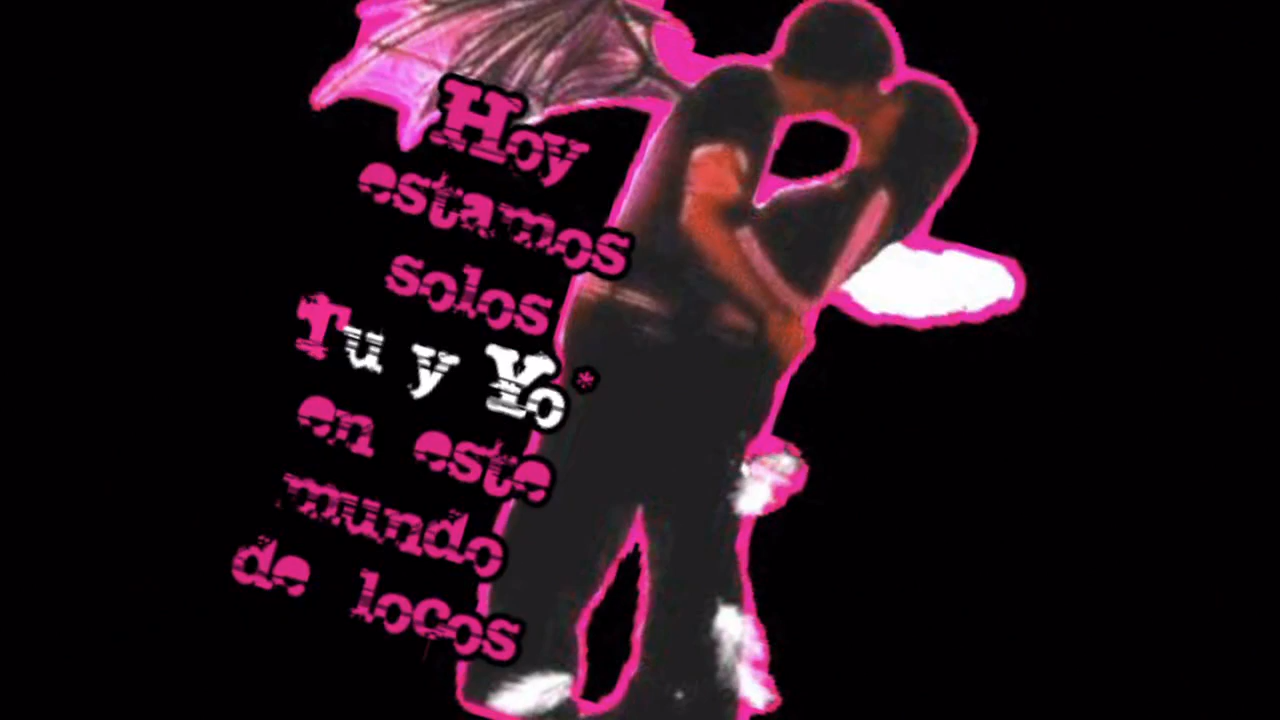 Hoy
estamos
solos
Tu y Yo*
en este
mundo
de locos